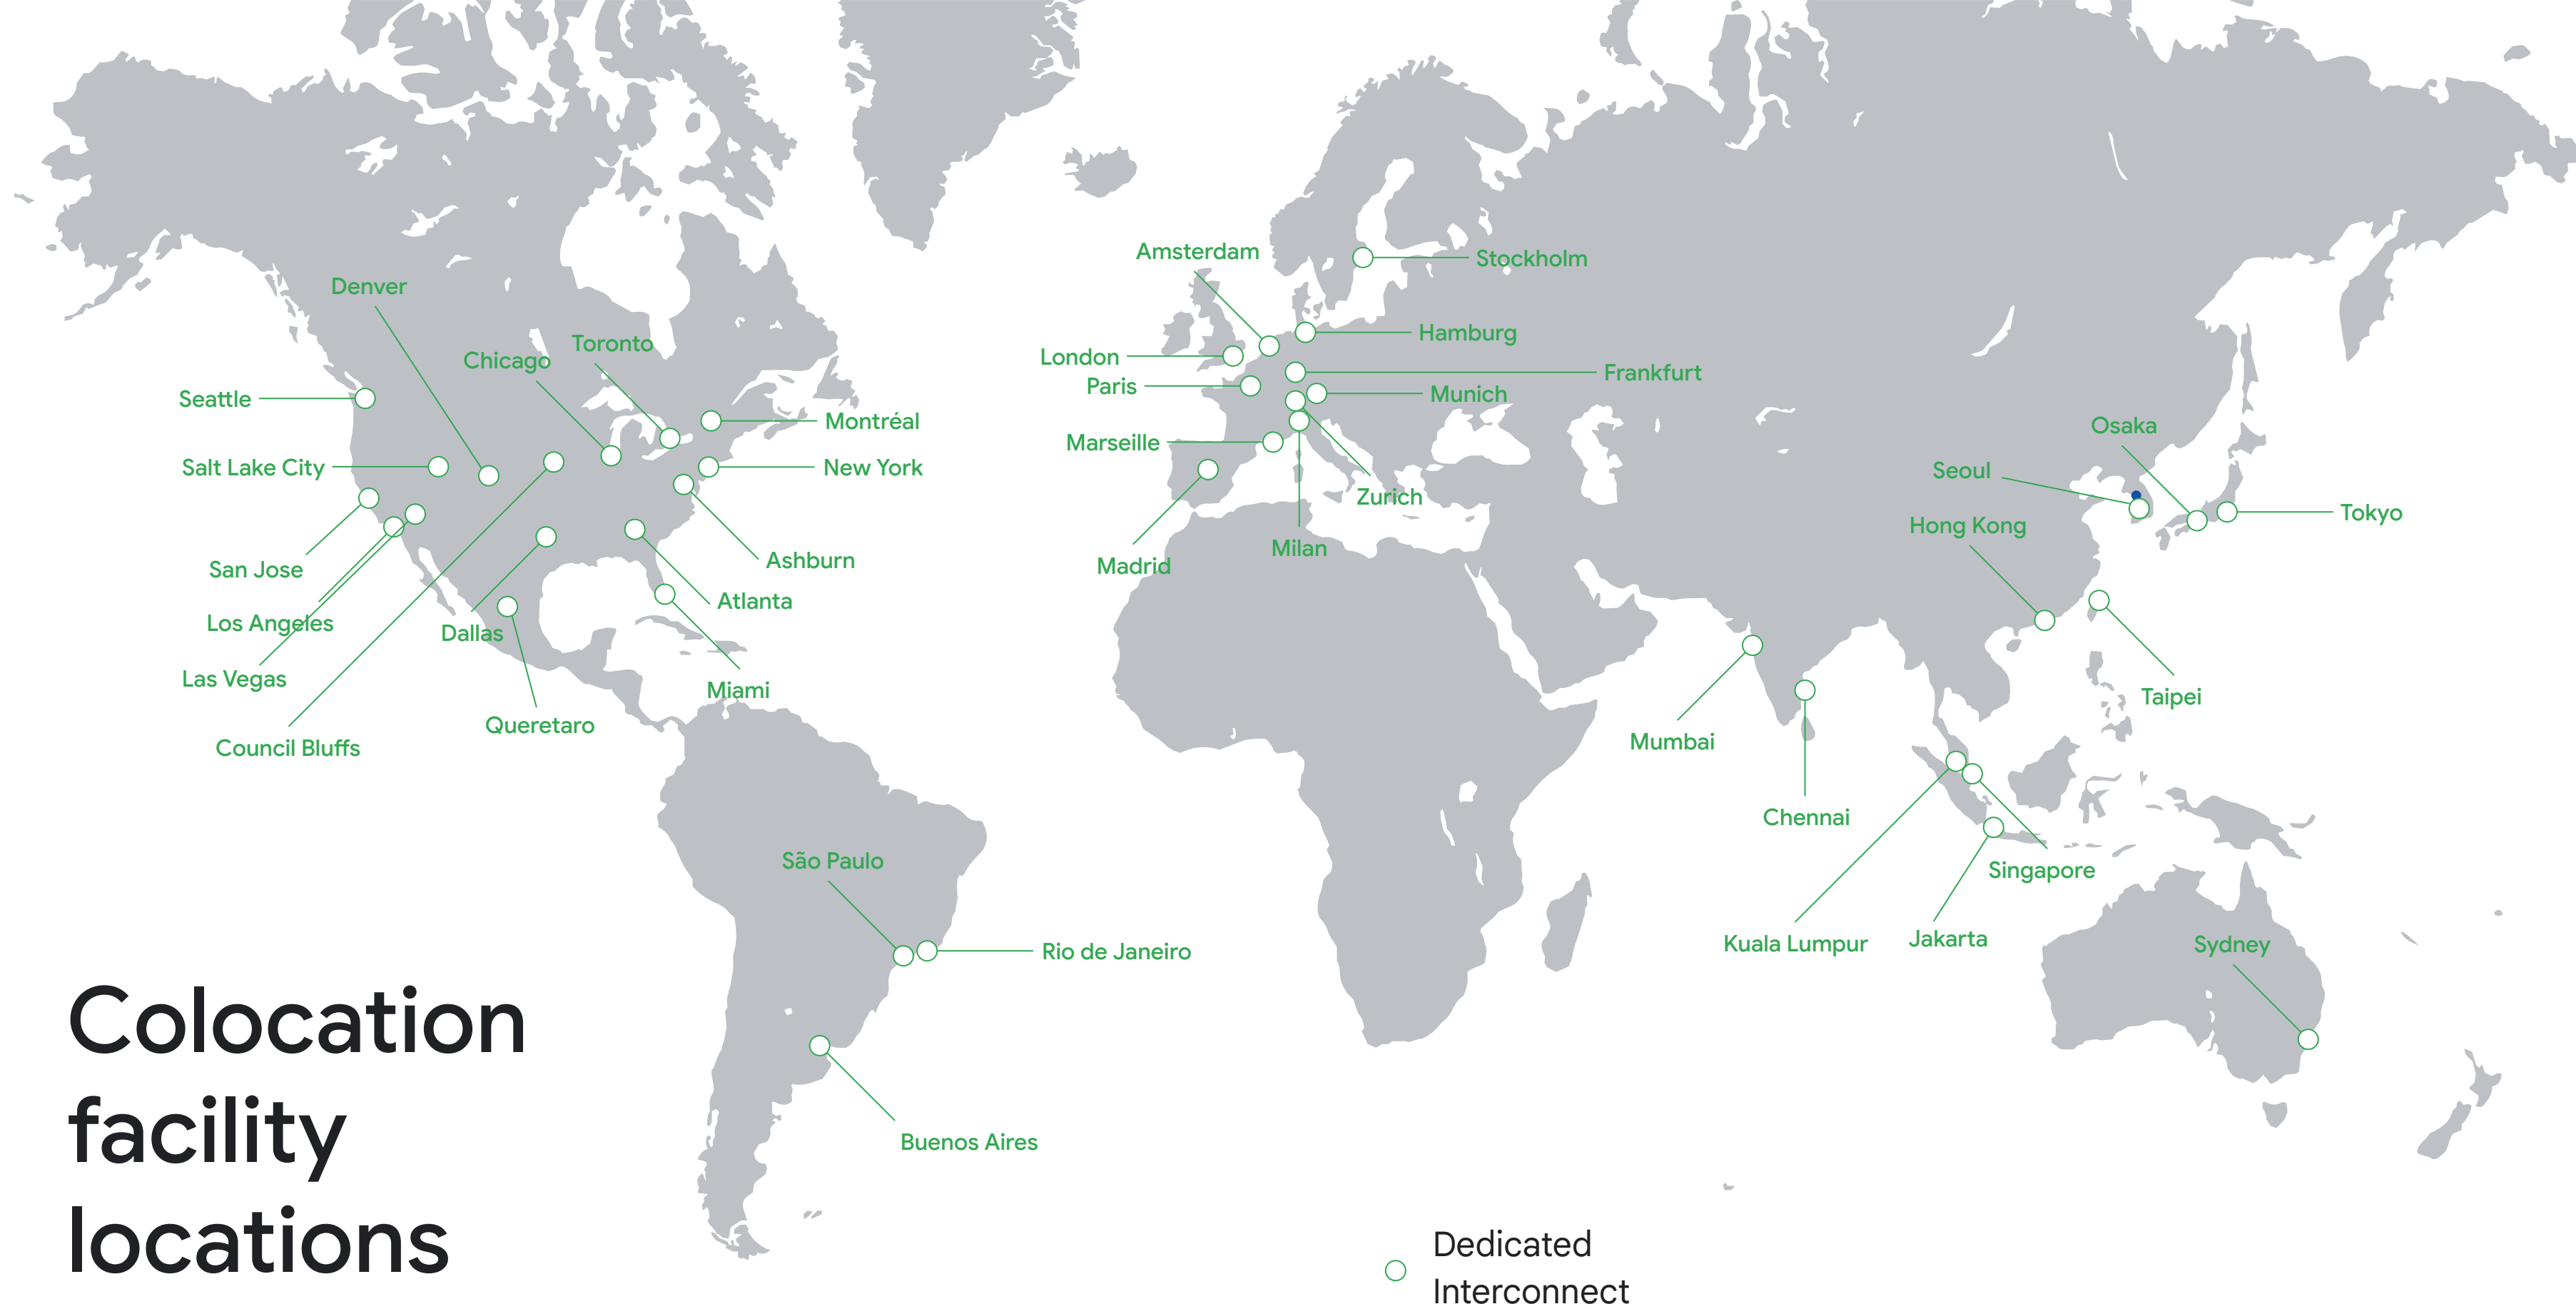 Amsterdam
Stockholm
Denver
Hamburg
Toronto
London
Chicago
Frankfurt
Paris
Munich
Seattle
Montréal
Osaka
Marseille
Salt Lake City
New York
Seoul
Zurich
Tokyo
Hong Kong
Milan
Ashburn
Madrid
San Jose
Atlanta
Los Angeles
Dallas
Las Vegas
Miami
Taipei
Queretaro
Mumbai
Council Bluffs
Chennai
São Paulo
Singapore
Jakarta
Kuala Lumpur
Sydney
Rio de Janeiro
Buenos Aires
Colocation
facility
locations
Dedicated
Interconnect